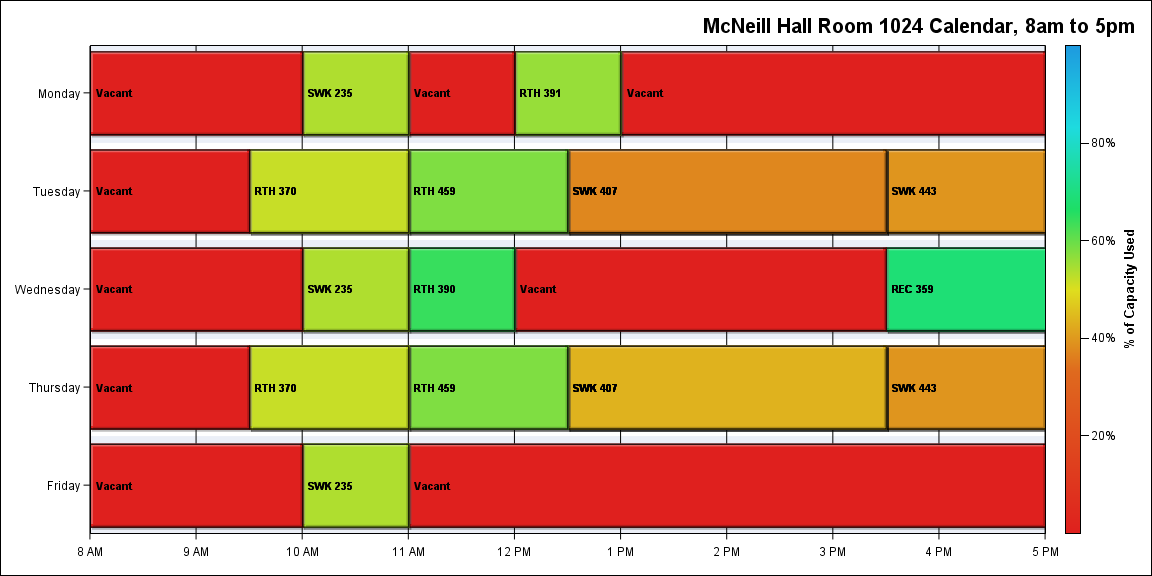 McNeill Hall Room 1024 Calendar, 8am to 5pm
Monday
Vacant
SWK 235
Vacant
RTH 391
Vacant
Tuesday
Vacant
RTH 370
RTH 459
SWK 407
SWK 443
Wednesday
Vacant
SWK 235
RTH 390
Vacant
REC 359
Thursday
Vacant
RTH 370
RTH 459
SWK 407
SWK 443
Friday
Vacant
SWK 235
Vacant
8 AM
9 AM
10 AM
11 AM
12 PM
1 PM
2 PM
3 PM
4 PM
5 PM
80%
60%
40%
20%
% of Capacity Used